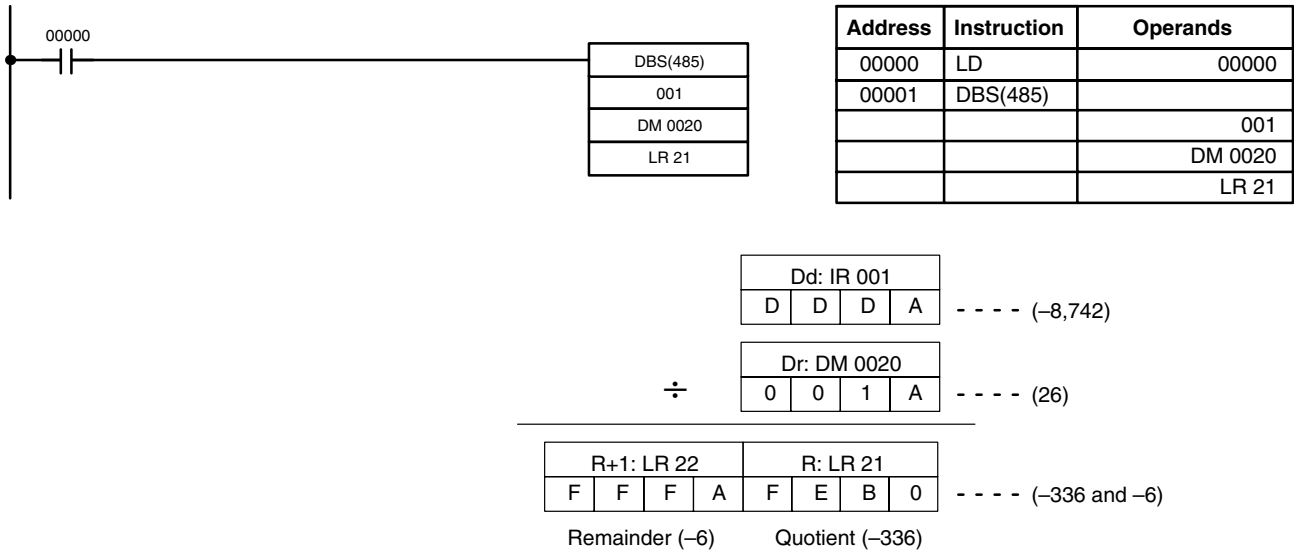 00000
DBS(485)
001
DM 0020
LR 21
Address Instruction Operands
00000 LD 00000
00001 DBS(485)
001
DM 0020
LR 21
Dd: IR 001
D D D A - - - - (–8,742)
Dr: DM 0020
÷ 0 0 1 A - - - - (26)
R+1: LR 22 R: LR 21
F F F A F E B 0 - - - - (–336 and –6)
Remainder (–6) Quotient (–336)